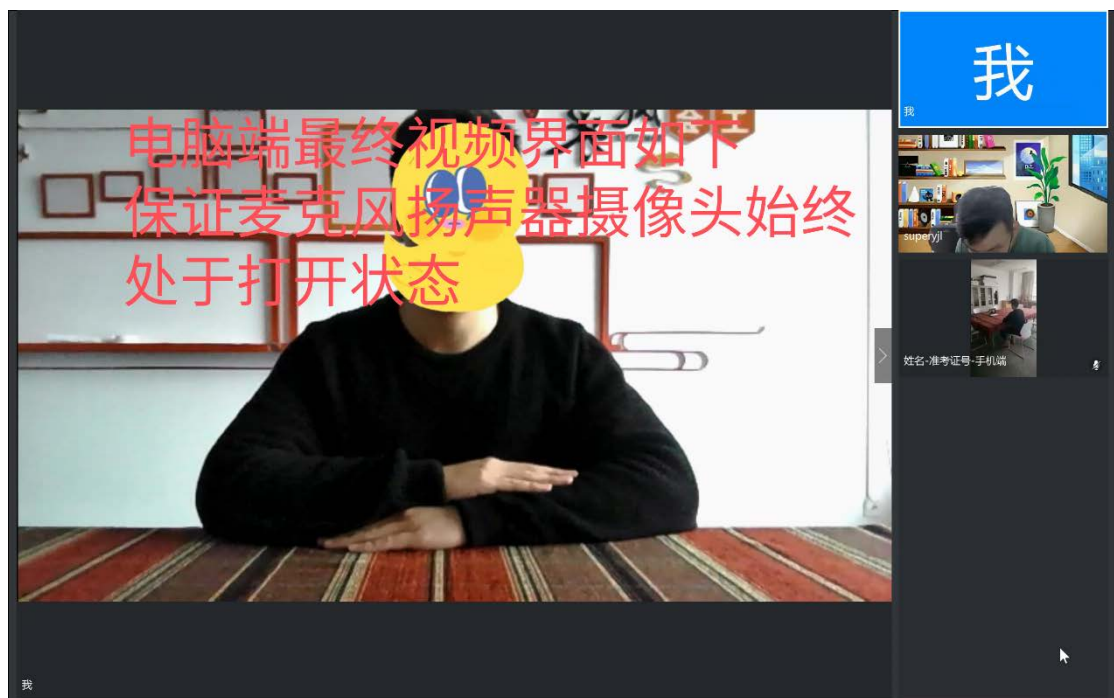 电脑端最终视频界面如下
保证麦克风扬声器摄像头始终
处于打开状态
我
我
我
superyjl
姓名-准考证号-手机端